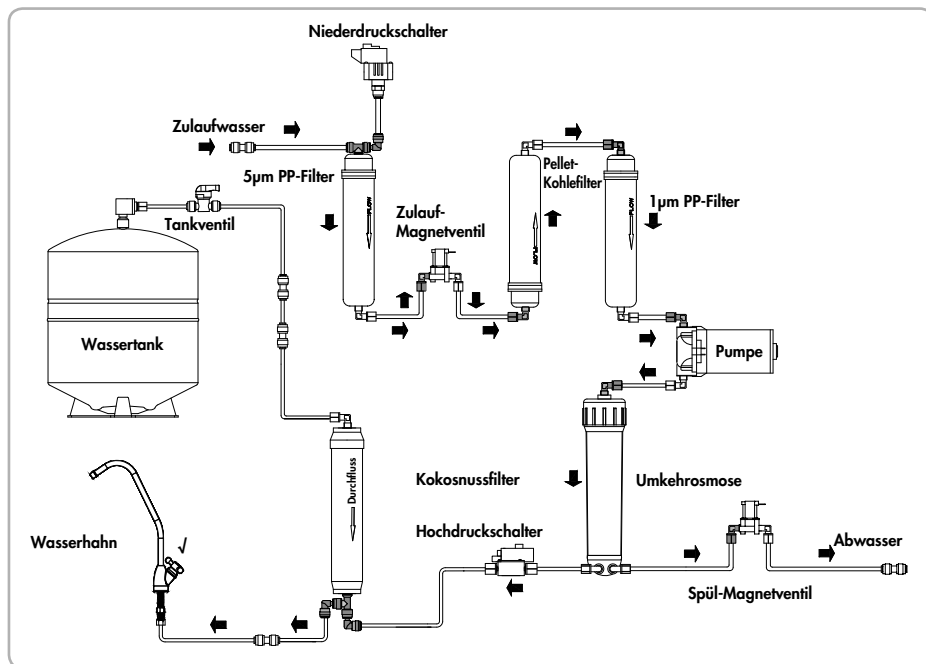 Niederdruckschalter
Zulaufwasser
5µm PP-Filter
FLOW
Tankventil
Zulauf-
Magnetventil
Pellet-
Kohlefilter
FLOW
1µm PP-Filter
FLOW
Wassertank
Pumpe
Durchfluss
Kokosnussfilter
Umkehrosmose
Hochdruckschalter
Wasserhahn
Abwasser
Spül-Magnetventil